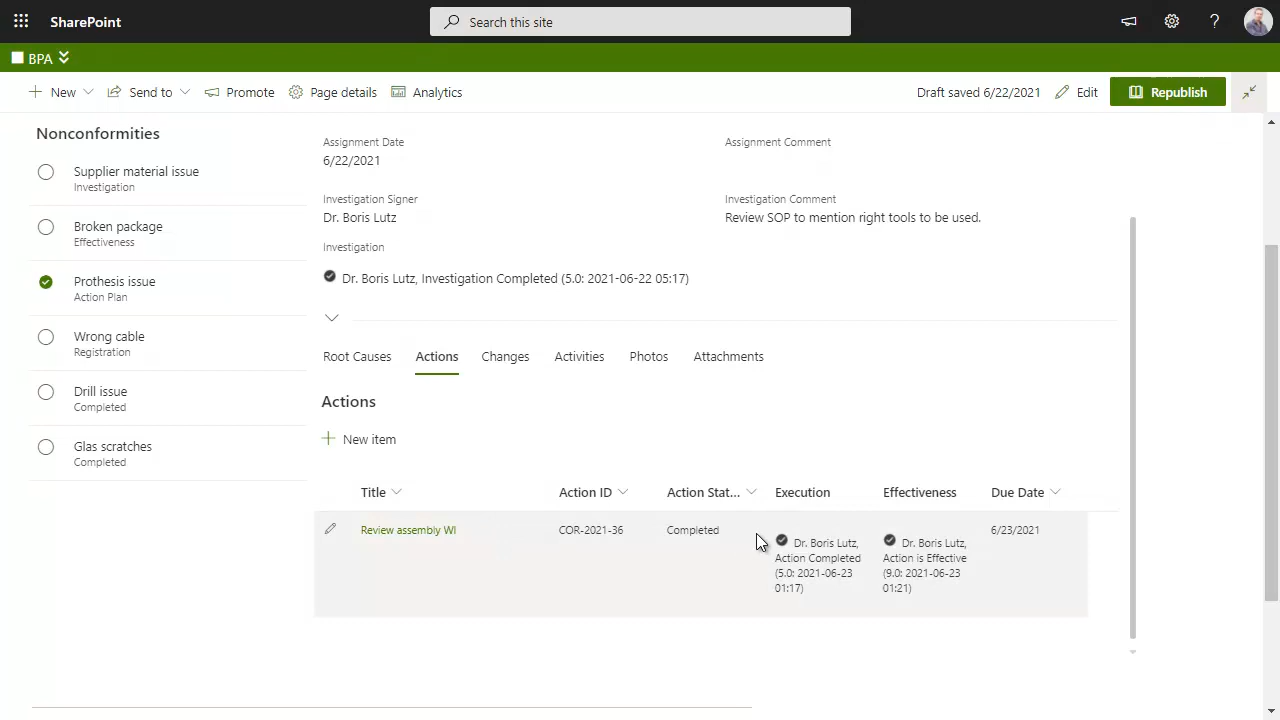 SharePoint
Search this site
?
BPA
New
Send to
Promote
Page details
Analytics
Draft saved 6/22/2021
Edit
Republish
Nonconformities
Supplier material issue
Investigation
Broken package
Effectiveness
Prothesis issue
Action Plan
Wrong cable
Registration
Drill issue
Completed
Glas scratches
Completed
Assignment Date
6/22/2021
Assignment Comment
Investigation Signer
Dr. Boris Lutz
Investigation Comment
Review SOP to mention right tools to be used.
Investigation
Dr. Boris Lutz, Investigation Completed (5.0: 2021-06-22 05:17)
Root Causes Actions Changes Activities Photos Attachments
Actions
New item
Title Action ID Action Stat... Execution Effectiveness Due Date
Review assembly WI
COR-2021-36
Completed
Dr. Boris Lutz,
Action Completed
(5.0: 2021-06-23
01:17)
Dr. Boris Lutz,
Action is Effective
(9.0: 2021-06-23
01:21)
6/23/2021